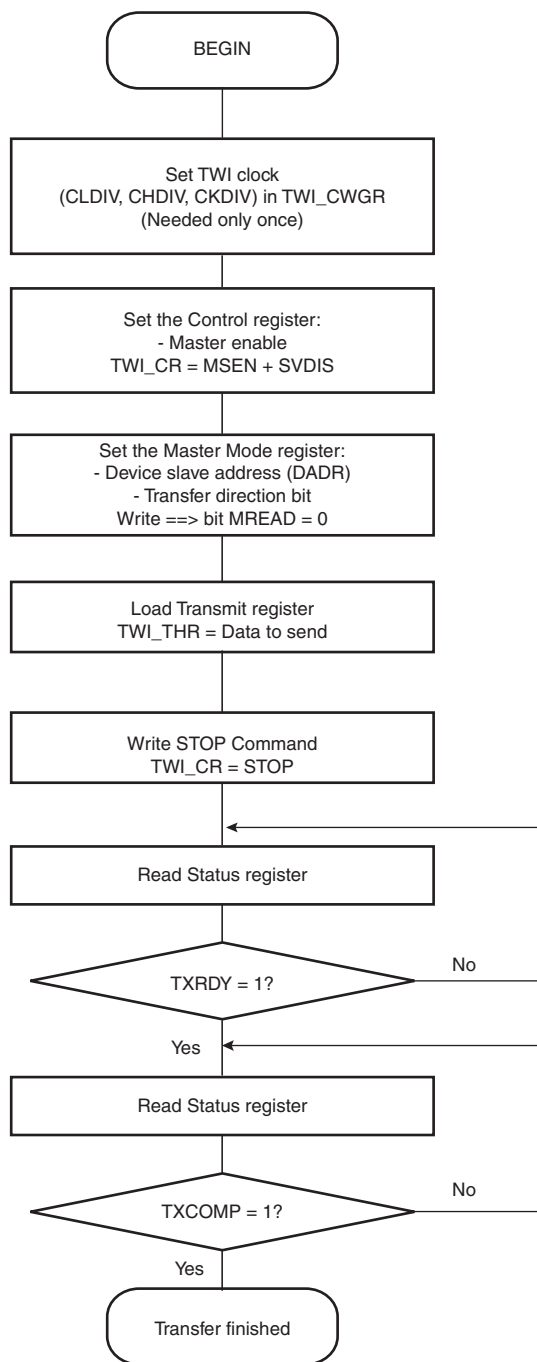 BEGIN
Set TWI clock
(CLDIV, CHDIV, CKDIV) in TWI_CWGR
(Needed only once)
Set the Control register:
- Master enable
TWI_CR = MSEN + SVDIS
Set the Master Mode register:
- Device slave address (DADR)
- Transfer direction bit
Write ==> bit MREAD = 0
Load Transmit register
TWI_THR = Data to send
Write STOP Command
TWI_CR = STOP
Read Status register
No
TXRDY = 1?
Yes
Read Status register
No
TXCOMP = 1?
Yes
Transfer finished